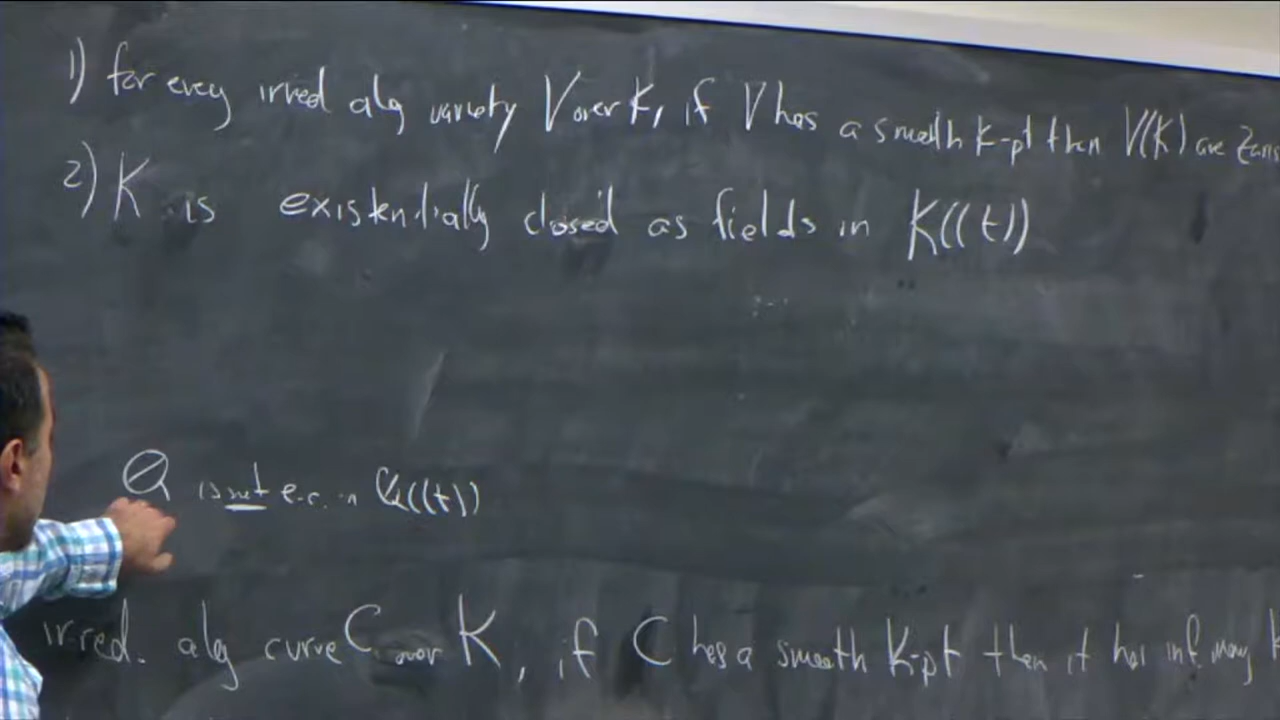 1) for every irred alg variety V over K, if V has a smooth K-pt then V(K) are Zaris
2) K is existentially closed as fields in K((t))
Q is not e.c. in Q((t))
irred. alg curve C over K, if C has a smooth K-pt then it has inf. many K